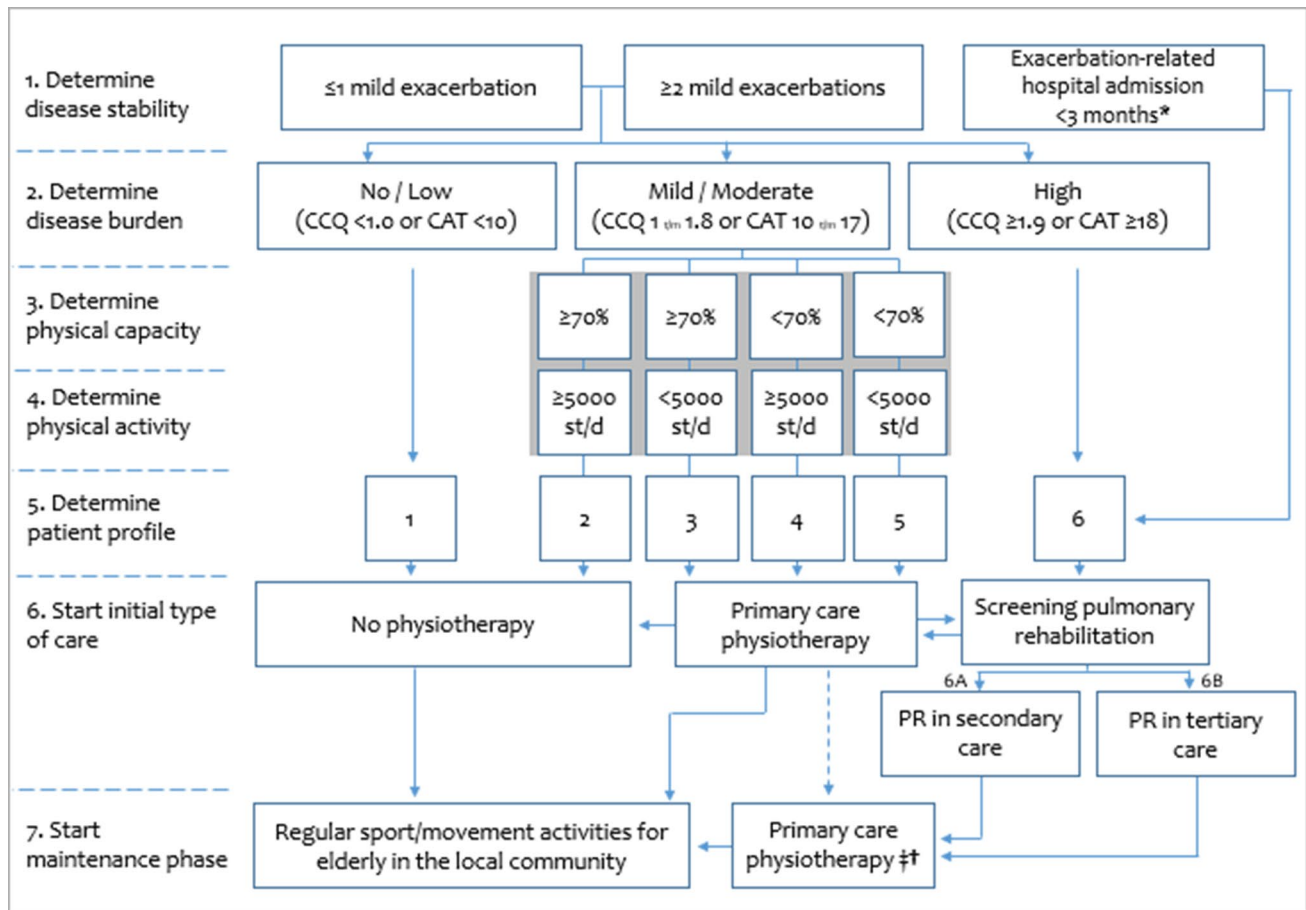 1. Determine
disease stability
≤1 mild exacerbation
≥2 mild exacerbations
Exacerbation-related
hospital admission
<3 months*
2. Determine
disease burden
No / Low
(CCQ <1.0 or CAT <10)
Mild / Moderate
(CCQ 1 t/m 1.8 or CAT 10 t/m 17)
High
(CCQ ≥1.9 or CAT ≥18)
3. Determine
physical capacity
≥70%
≥70%
<70%
<70%
4. Determine
physical activity
≥5000
st/d
<5000
st/d
≥5000
st/d
<5000
st/d
5. Determine
patient profile
1
2
3
4
5
6
6. Start initial type
of care
No physiotherapy
Primary care
physiotherapy
Screening pulmonary
rehabilitation
6A
6B
PR in secondary
care
PR in tertiary
care
7. Start
maintenance phase
Regular sport/movement activities for
elderly in the local community
Primary care
physiotherapy ‡†